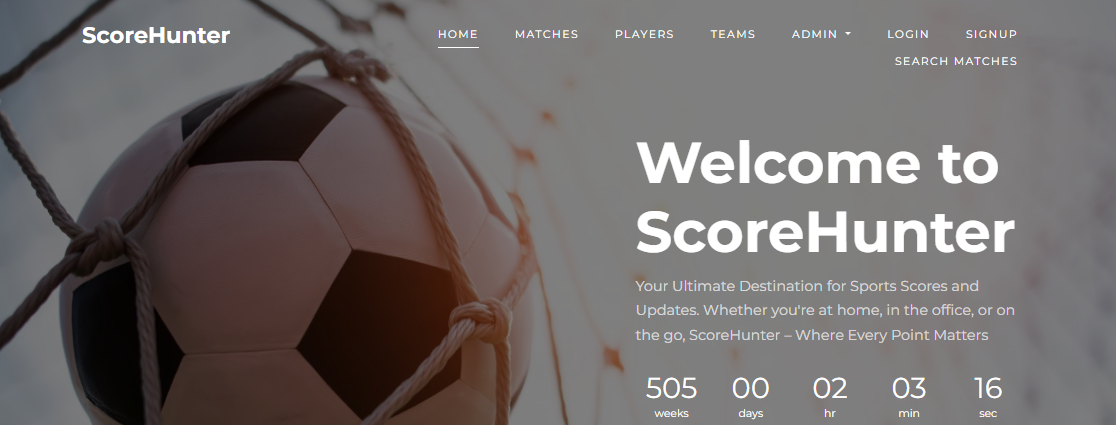 ScoreHunter
HOME MATCHES PLAYERS TEAMS ADMIN LOGIN SIGNUP
SEARCH MATCHES
Welcome to
ScoreHunter
Your Ultimate Destination for Sports Scores and
Updates. Whether you're at home, in the office, or on
the go, ScoreHunter – Where Every Point Matters
505 00 02 03 16
weeks days hr min sec